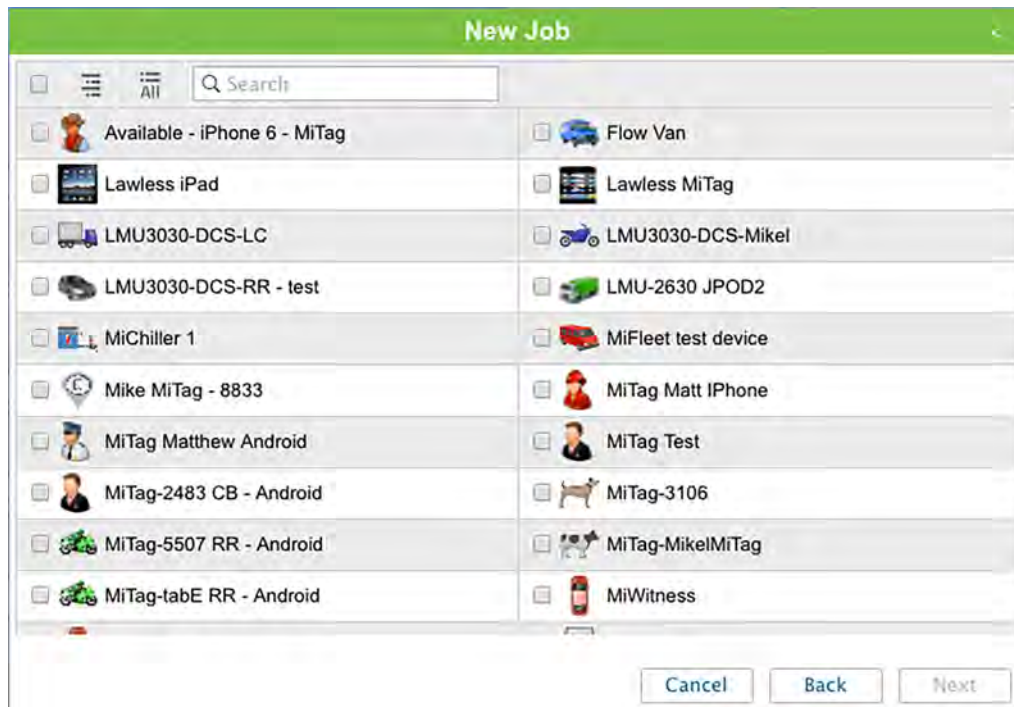 New Job
All
Search
Available - iPhone 6 - MiTag
Flow Van
Lawless iPad
Lawless MiTag
LMU3030-DCS-LC
LMU3030-DCS-Mikel
LMU3030-DCS-RR - test
LMU-2630 JPOD2
MiChiller 1
MiFleet test device
Mike MiTag - 8833
MiTag Matt IPhone
MiTag Matthew Android
MiTag Test
MiTag-2483 CB - Android
MiTag-3106
MiTag-5507 RR - Android
MiTag-MikelMiTag
MiTag-tabE RR - Android
MiWitness
Cancel
Back
Next